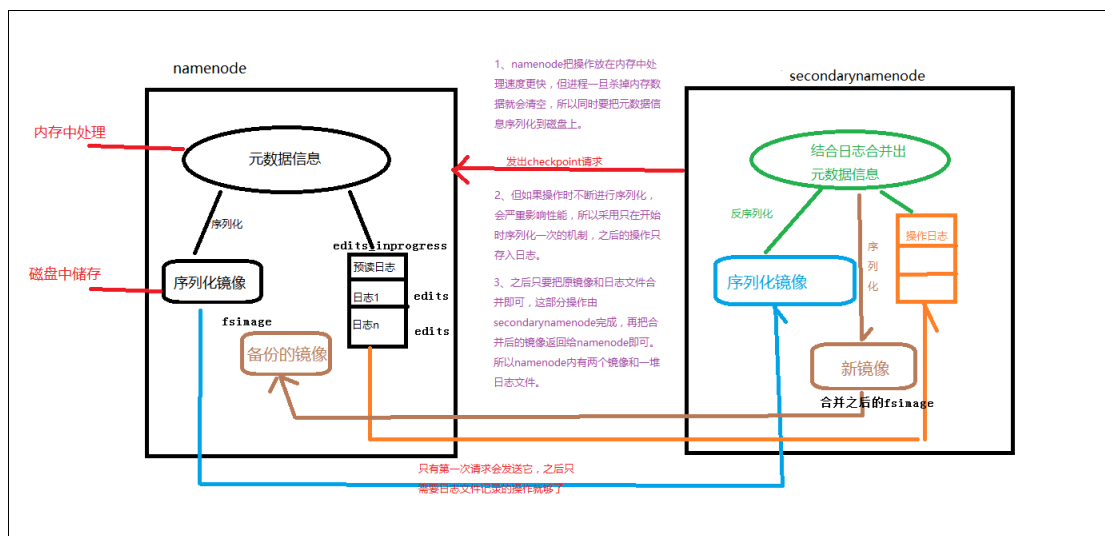 namenode
内存中处理
元数据信息
序列化
edits_inprogress
预读日志
磁盘中储存
序列化镜像
日志1
edits
日志n
edits
fsimage
备份的镜像
1、namenode把操作放在内存中处
理速度更快，但进程一旦杀掉内存数
据就会清空，所以同时要把元数据信
息序列化到磁盘上。
发出checkpoint请求
2、但如果操作时不断进行序列化，
会严重影响性能，所以采用只在开始
时序列化一次的机制，之后的操作只
存入日志。
3、之后只要把原镜像和日志文件合
并即可，这部分操作由
secondarynamenode完成，再把合
并后的镜像返回给namenode即可。
所以namenode内有两个镜像和一堆
日志文件。
只有第一次请求会发送它，之后只
需要日志文件记录的操作就够了
secondarynamenode
结合日志合并出
元数据信息
反序列化
操作日志
序列化
序列化镜像
新镜像
合并之后的fsimage